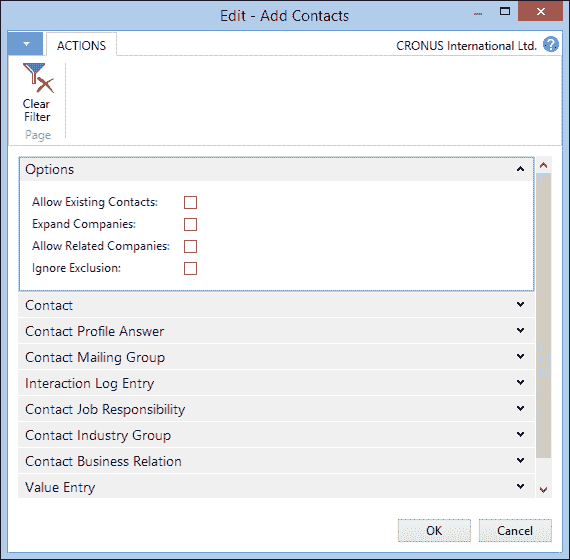 Edit - Add Contacts
ACTIONS
CRONUS International Ltd.
Clear
Filter
Page
Options
Allow Existing Contacts:
Expand Companies:
Allow Related Companies:
Ignore Exclusion:
Contact
Contact Profile Answer
Contact Mailing Group
Interaction Log Entry
Contact Job Responsibility
Contact Industry Group
Contact Business Relation
Value Entry
OK
Cancel